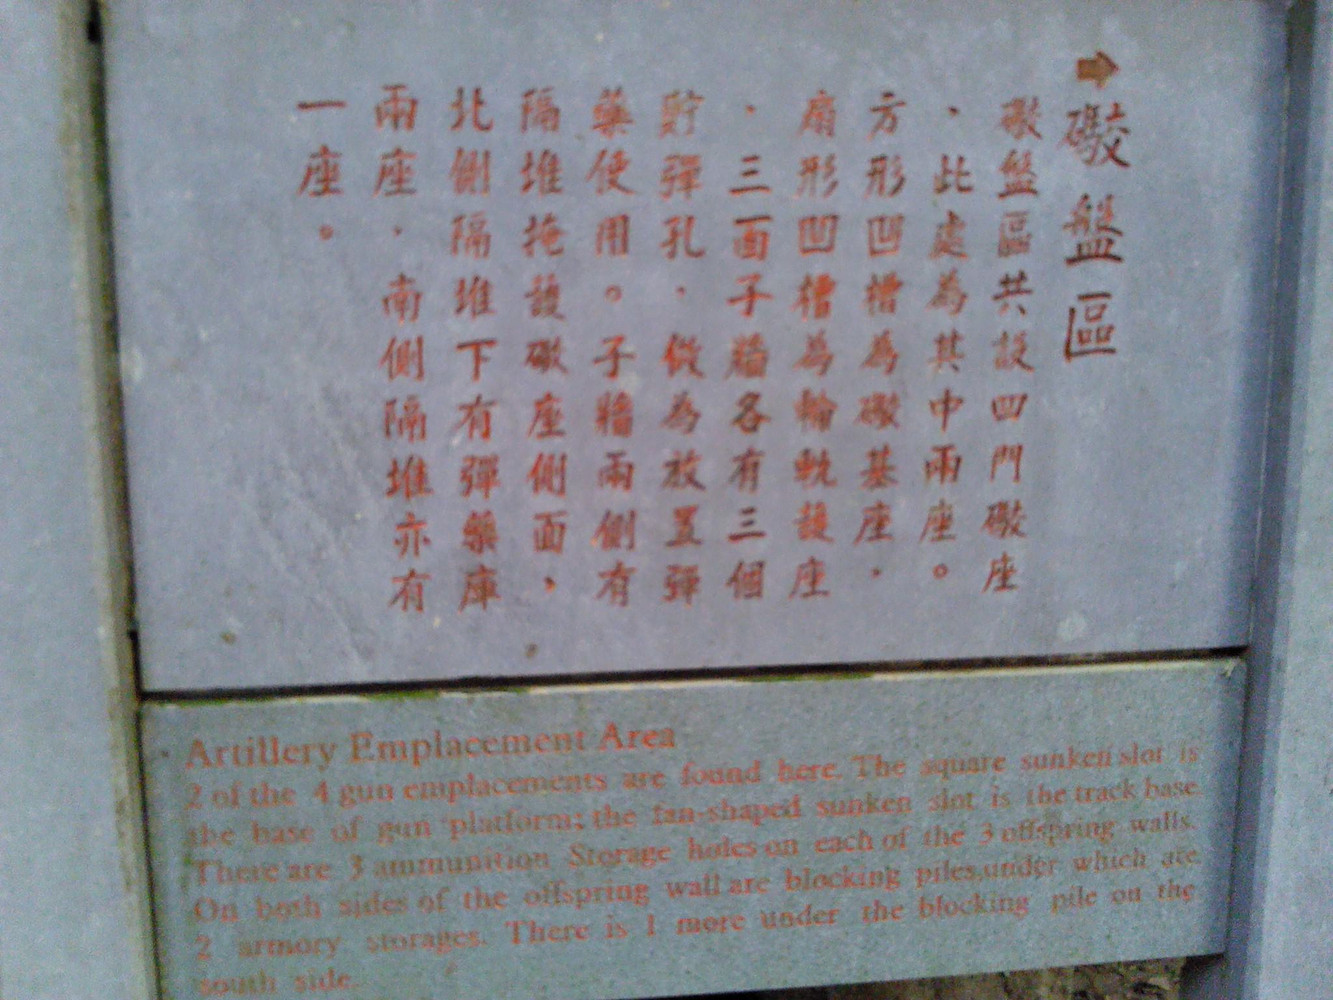 ➡礮盤區
礮盤區共設四門礮座
、此處為其中兩座。
方形凹槽為礮基座，
扇形凹槽為輪軌護座
，三面子牆各有三個
貯彈孔，做為放置彈
藥使用。子牆兩側有
隔堆掩護礮座側面，
北側隔堆下有彈藥庫
兩座，南側隔堆亦有
一座。
Artillery Emplacement Area
2 of the 4 gun emplacements are found here. The square sunken slot is
the base of gun platform; the fan-shaped sunken slot is the track base
There are 3 ammunition Storage holes on each of the 3 offspring walls.
On both sides of the offspring wall are blocking piles,under which are
2 armory storages. There is 1 more under the blocking pile on the
south side.